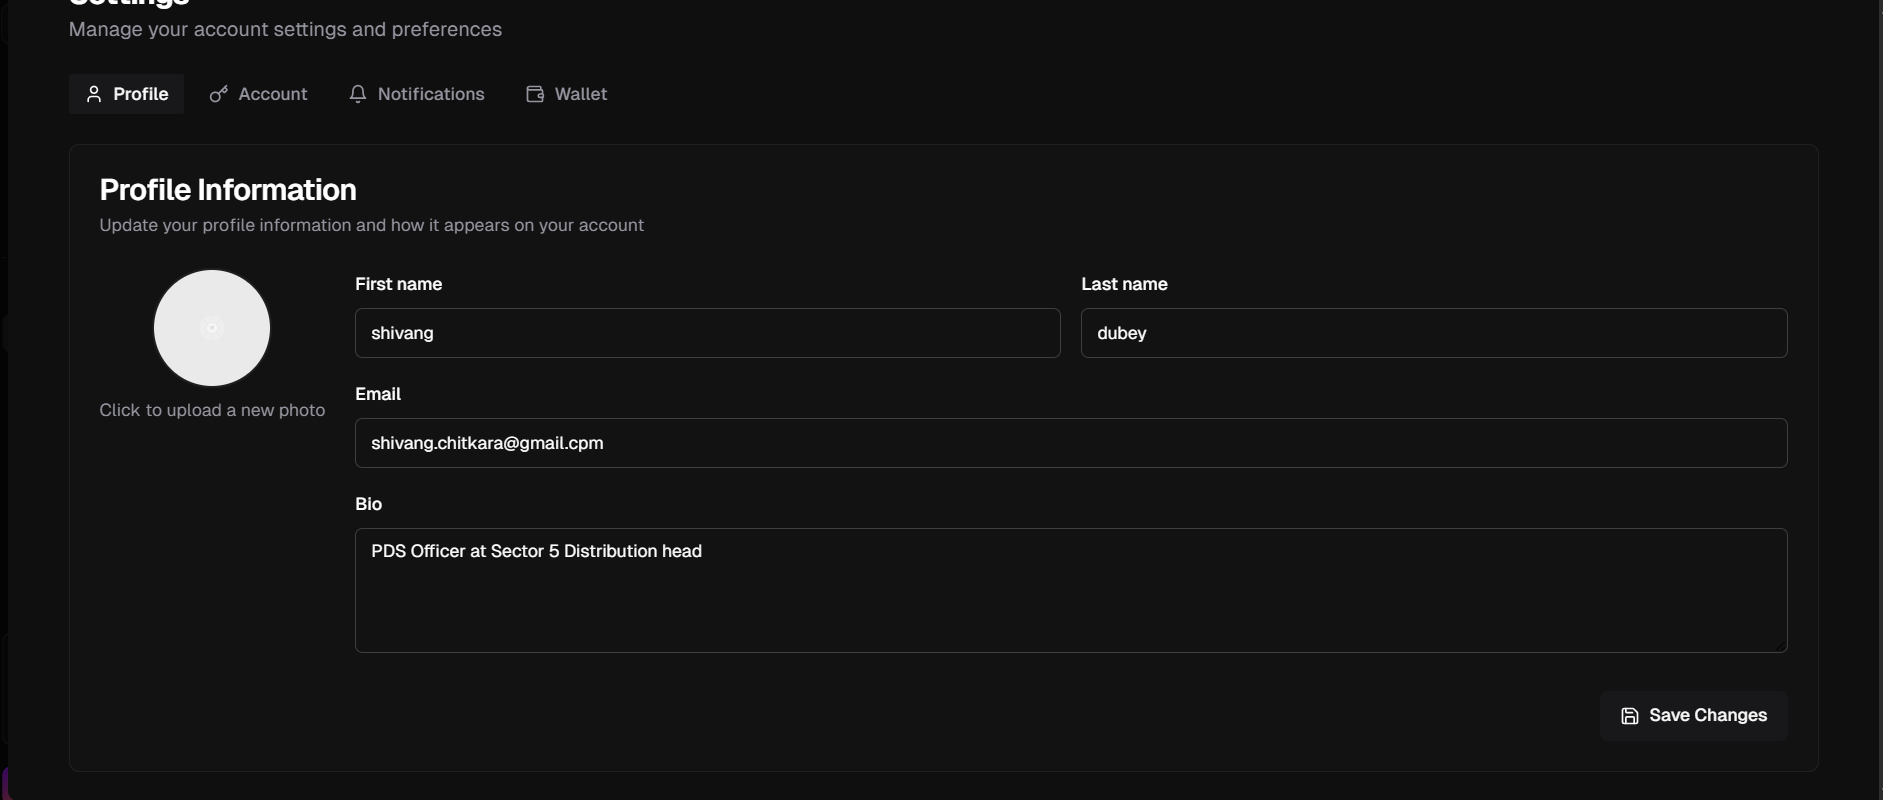 Settings
Manage your account settings and preferences
Profile
Account
Notifications
Wallet
Profile Information
Update your profile information and how it appears on your account
Click to upload a new photo
First name
shivang
Last name
dubey
Email
shivang.chitkara@gmail.cpm
Bio
PDS Officer at Sector 5 Distribution head
Save Changes